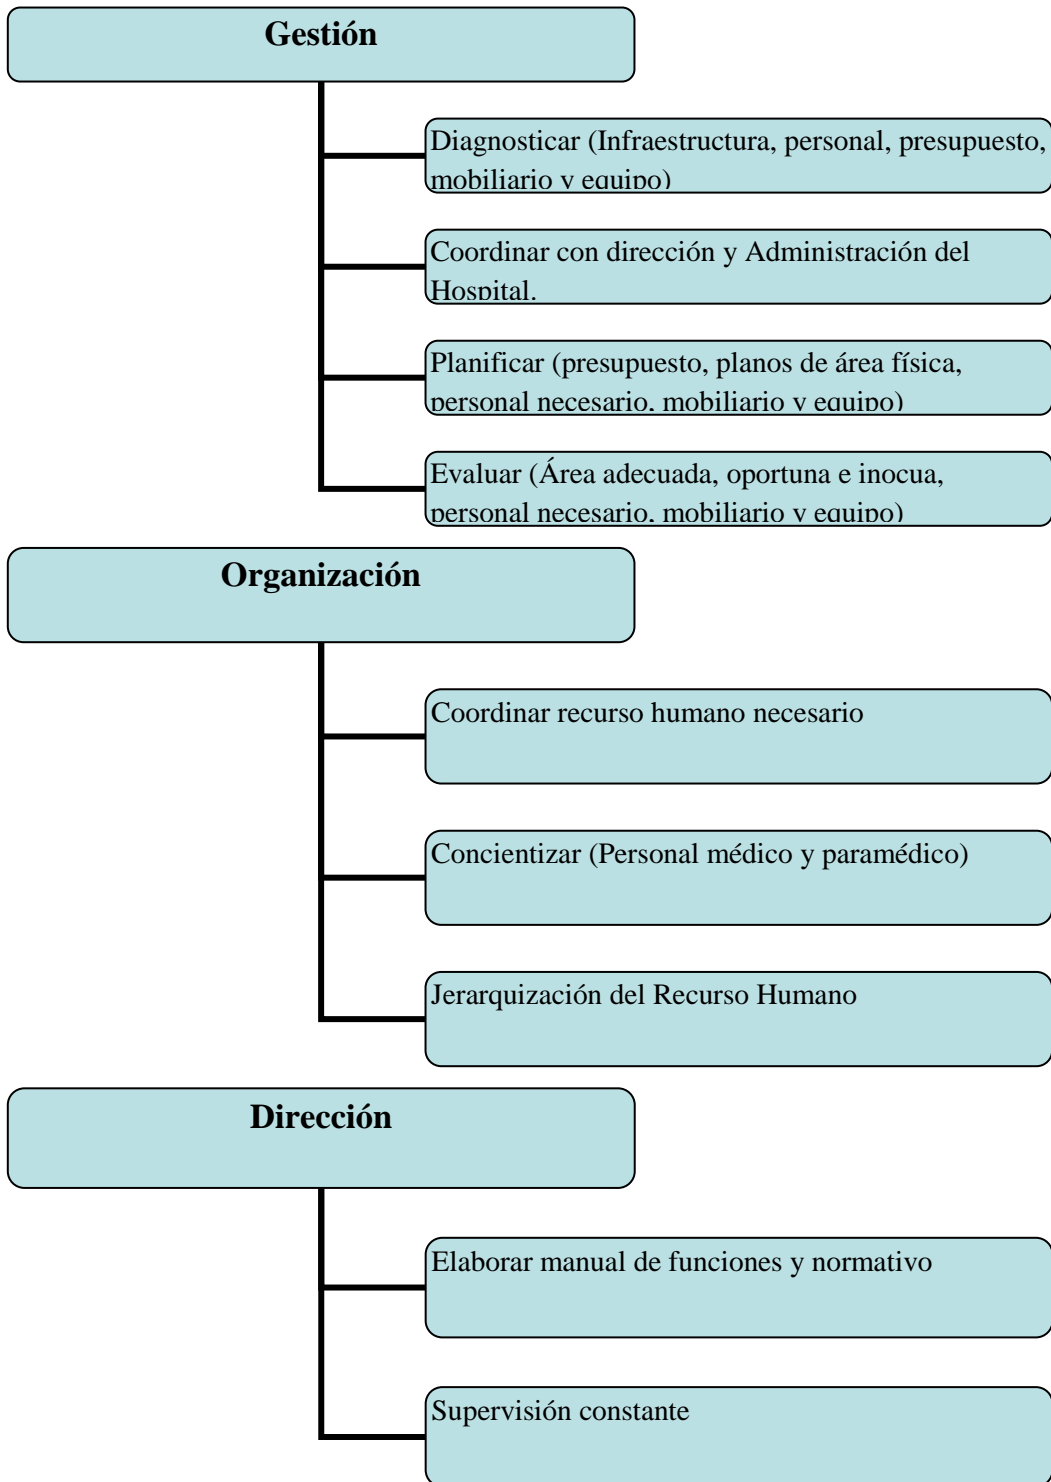 Gestión
Diagnosticar (Infraestructura, personal, presupuesto,
mobiliario y equipo)
Coordinar con dirección y Administración del
Hospital.
Planificar (presupuesto, planos de área física,
personal necesario, mobiliario y equipo)
Evaluar (Área adecuada, oportuna e inocua,
personal necesario, mobiliario y equipo)
Organización
Coordinar recurso humano necesario
Concientizar (Personal médico y paramédico)
Jerarquización del Recurso Humano
Dirección
Elaborar manual de funciones y normativo
Supervisión constante